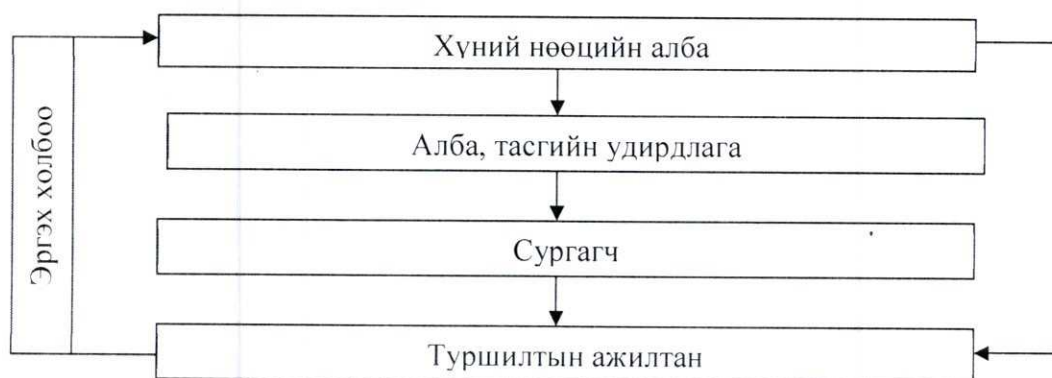 Хүний нөөцийн алба
Алба, тасгийн удирдлага
Сургагч
Туршилтын ажилтан
Эргэх холбоо